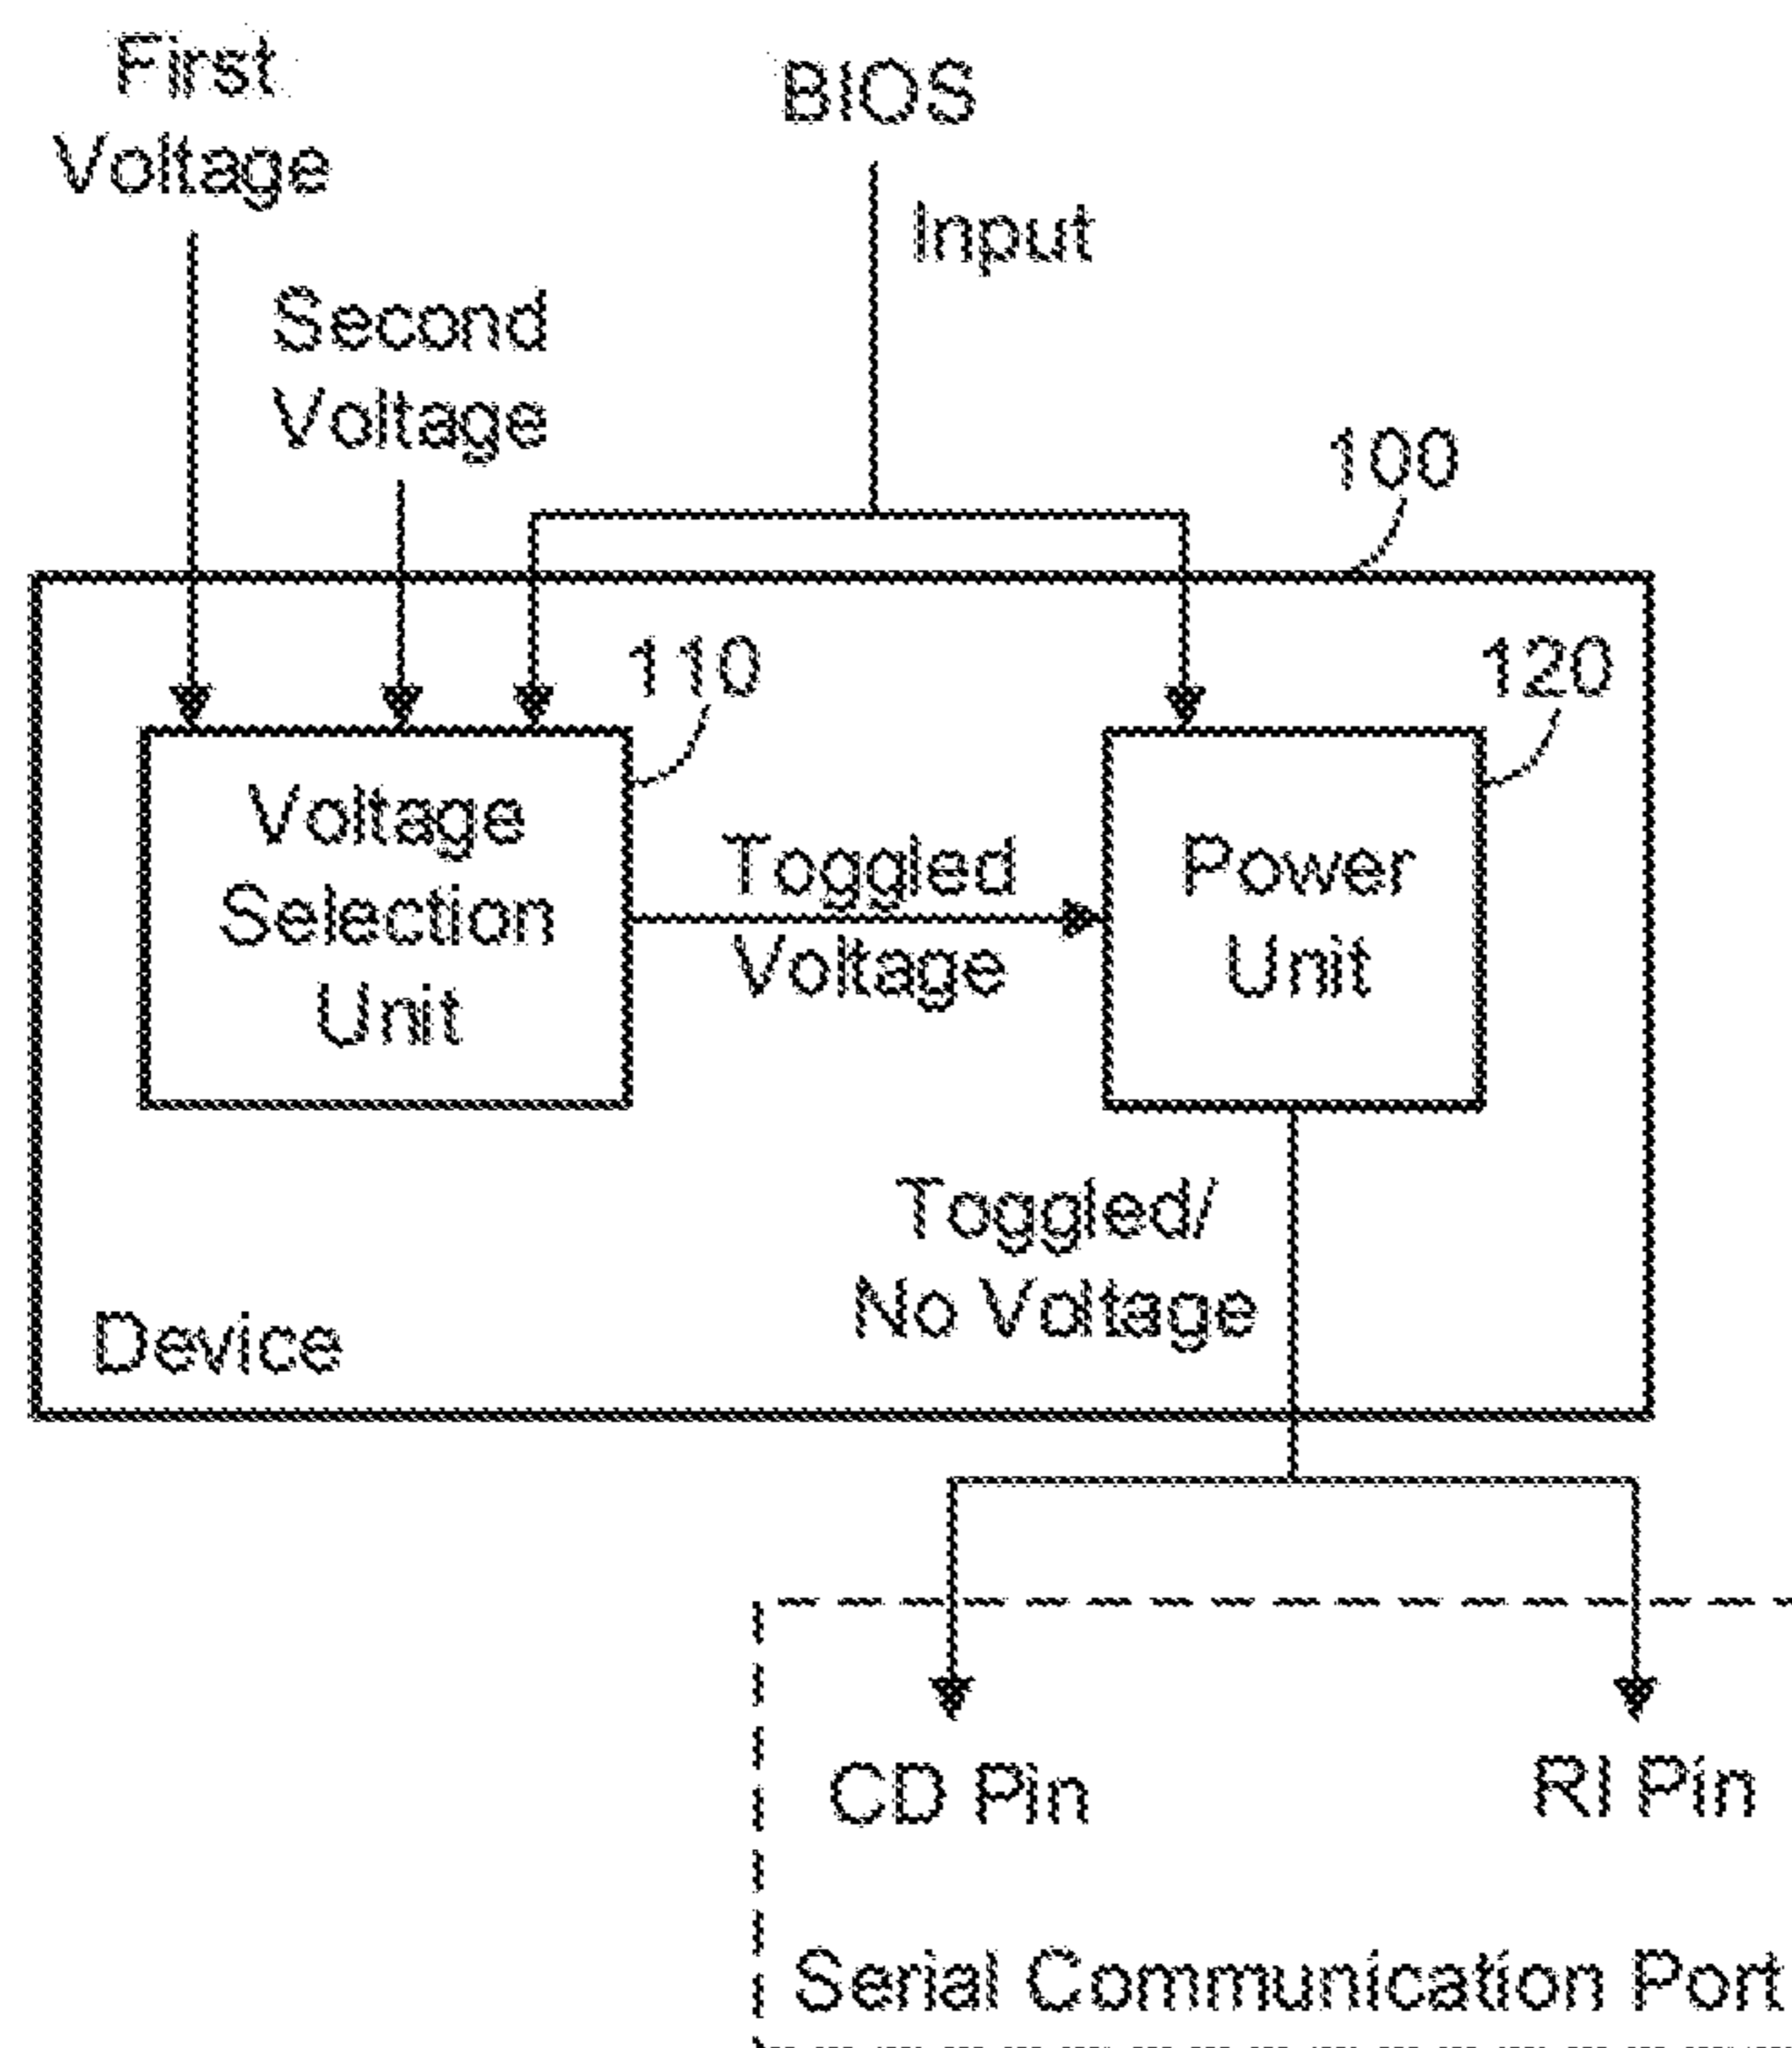 First
Voltage
BIOS
Input
Second
Voltage
100
110
120
Voltage
Selection
Unit
Toggled
Voltage
Power
Unit
Toggled/
No Voltage
Device
CD Pin
RI Pin
Serial Communication Port